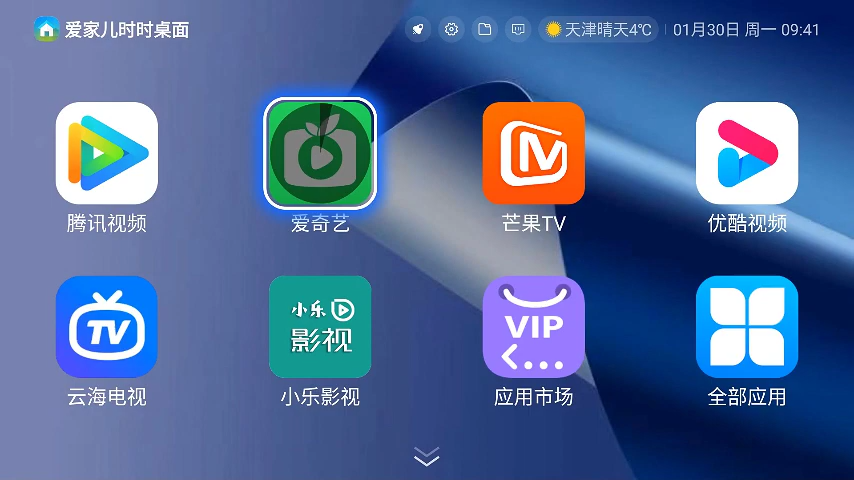 爱家儿时时桌面
天津晴天4℃
01月30日 周一 09:41
腾讯视频
爱奇艺
芒果TV
优酷视频
TV
小乐
影视
VIP
云海电视
小乐影视
应用市场
全部应用